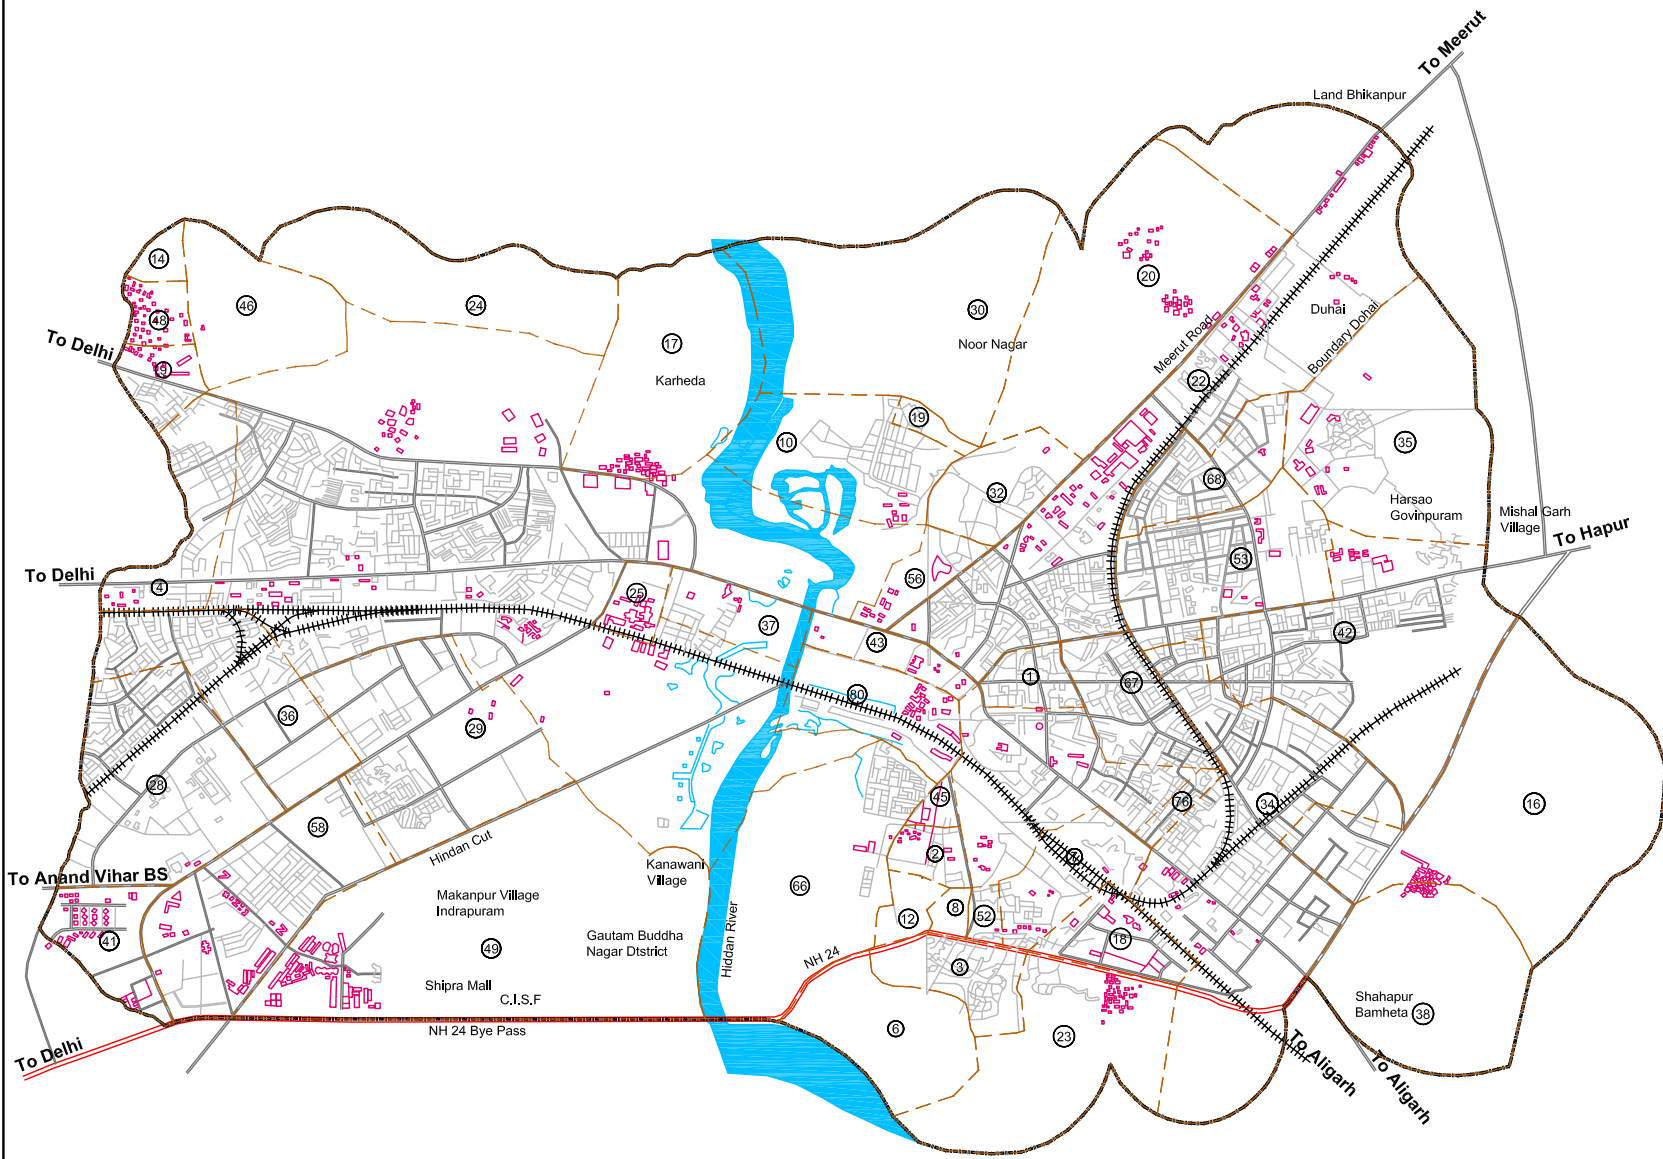 To Meerut
Land Bhikanpur
14
20
46
24
30
Duhai
48
To Delhi
17
Noor Nagar
Meerut Road
Boundary Dohai
39
Karheda
22
19
10
35
68
32
Harsao
Govinpuram
Mishal Garh
Village
To Hapur
53
To Delhi
4
56
25
37
42
43
1
67
80
36
29
28
76
34
16
45
58
Hindan Cut
2
To Anand Vihar BS
Kanawani
Village
66
Makanpur Village
Indrapuram
8
12
52
41
Gautam Buddha
Nagar Dtstrict
49
18
Hiddan River
NH 24
3
Shipra Mall
C.I.S.F
Shahapur
Bamheta
38
NH 24 Bye Pass
6
23
To Delhi
To Aligarh
To Aligarh